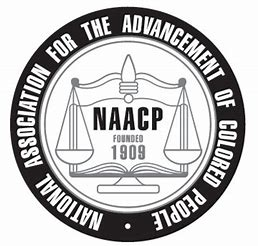 · NATIONAL ASSOCIATION FOR THE ADVANCEMENT OF COLORED PEOPLE
NAACP
FOUNDED
1909